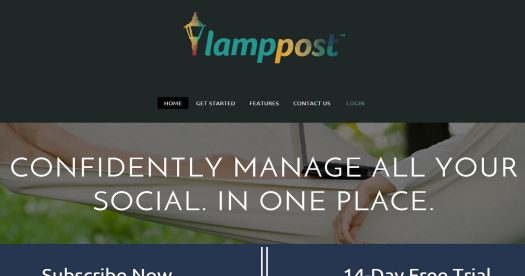 lamppost™
HOME GET STARTED FEATURES CONTACT US LOGIN
CONFIDENTLY MANAGE ALL YOUR
SOCIAL. IN ONE PLACE.
Subscribe Now 14-Day Free Trial